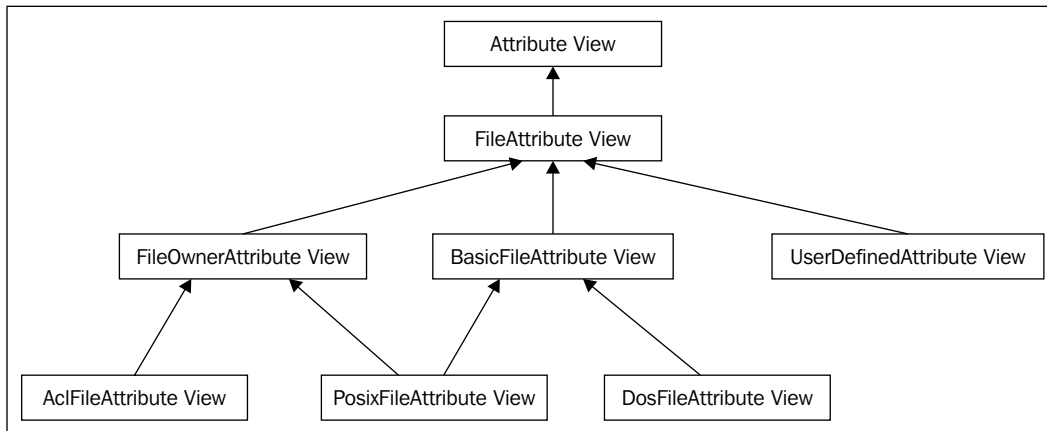 Attribute View
FileAttribute View
FileOwnerAttribute View
BasicFileAttribute View
UserDefinedAttribute View
AclFileAttribute View
PosixFileAttribute View
DosFileAttribute View